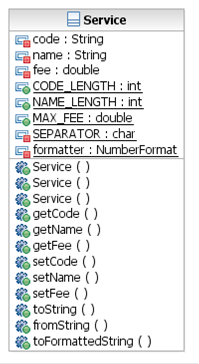 Service
code : String
name : String
fee : double
CODE_LENGTH : int
NAME_LENGTH : int
MAX_FEE : double
SEPARATOR : char
formatter : NumberFormat
Service ( )
Service ( )
Service ( )
getCode ( )
getName ( )
getFee ( )
setCode ( )
setName ( )
setFee ( )
toString ( )
fromString ( )
toFormattedString ( )